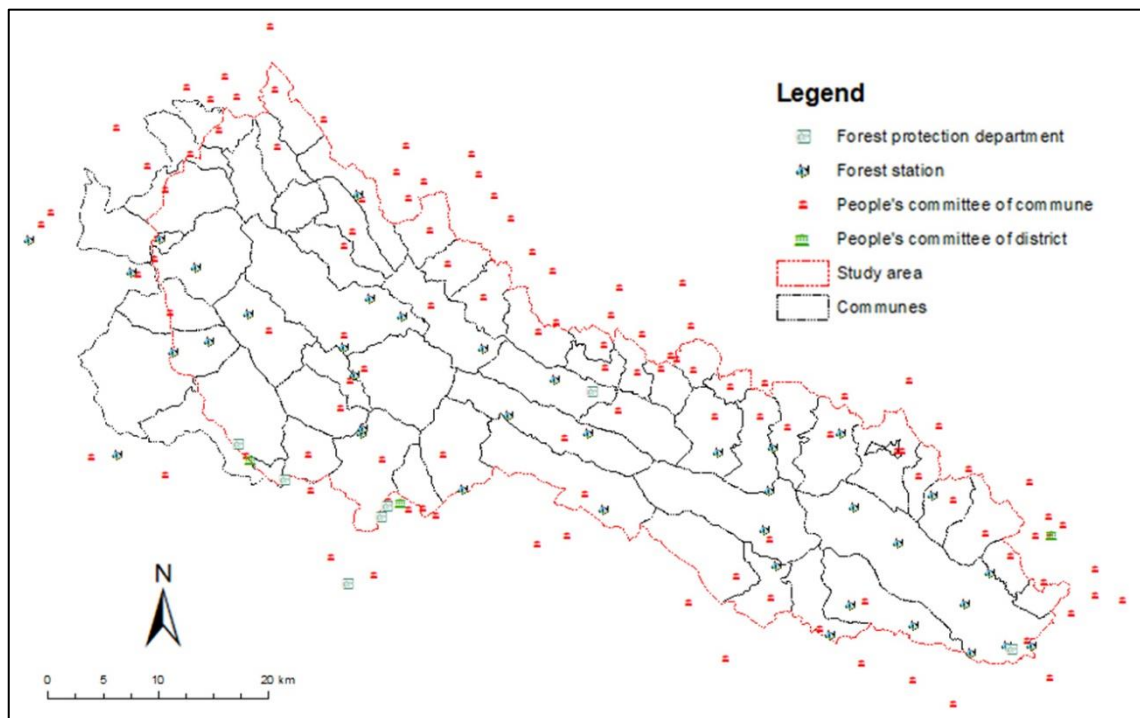 Legend
Forest protection department
Forest station
People's committee of commune
People's committee of district
Study area
Communes
N
0 5 10 20 km